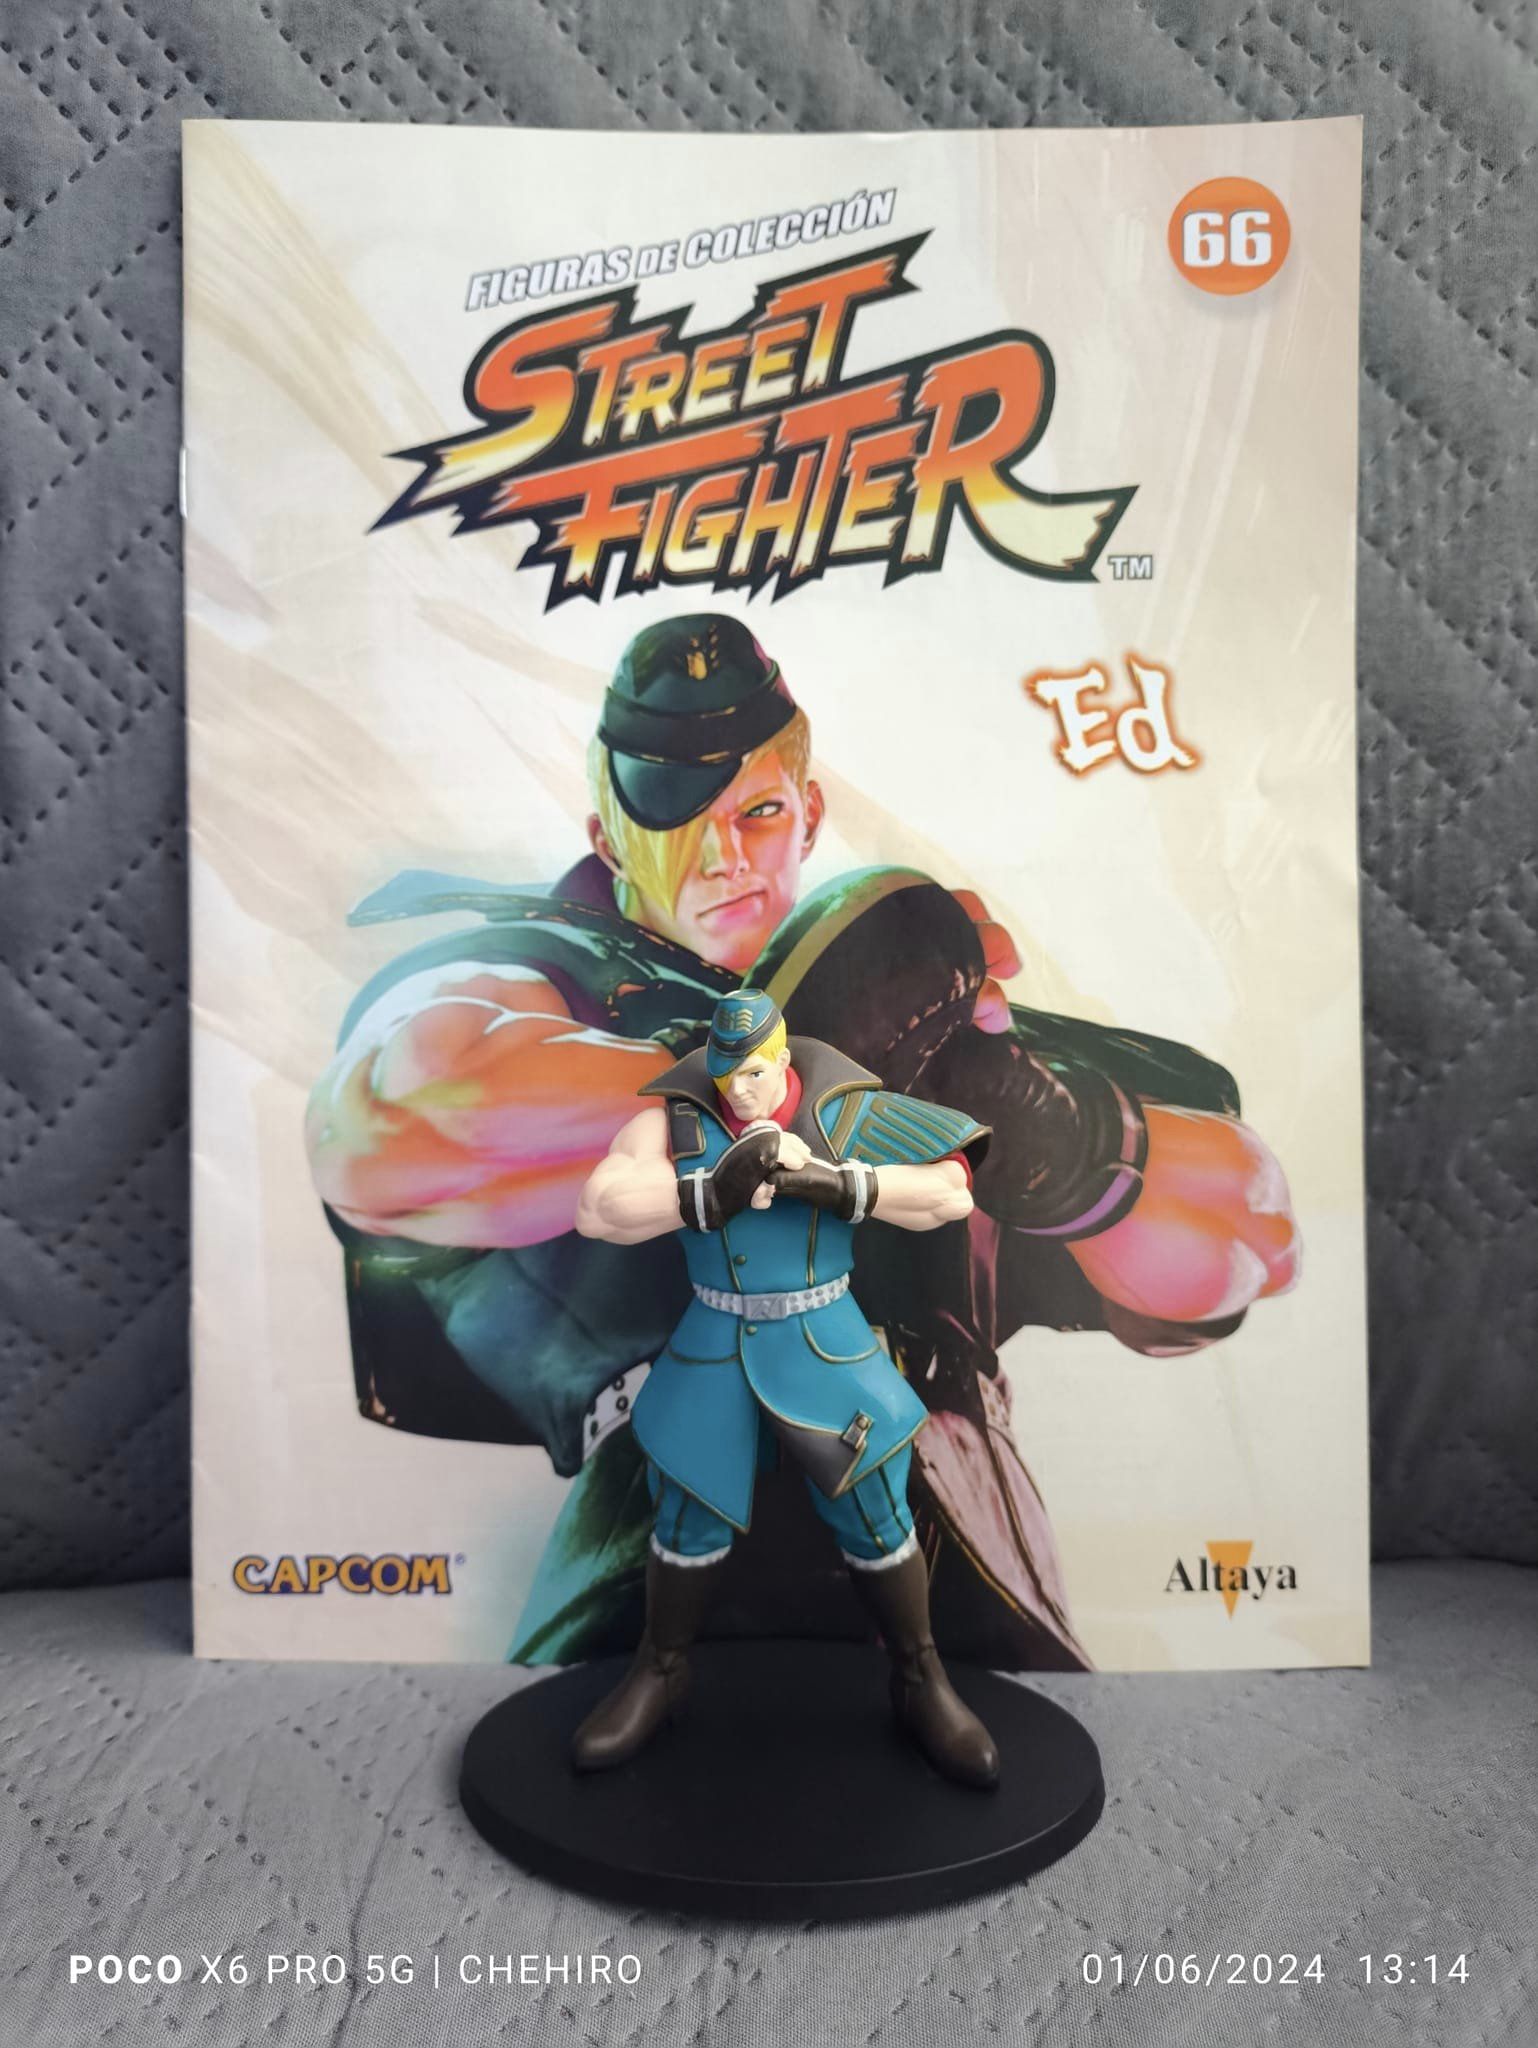 FIGURAS DE COLECCIÓN
66
STREET
FIGHTER
TM
Ed
CAPCOM®
Altaya
POCO X6 PRO 5G | CHEHIRO
01/06/2024 13:14